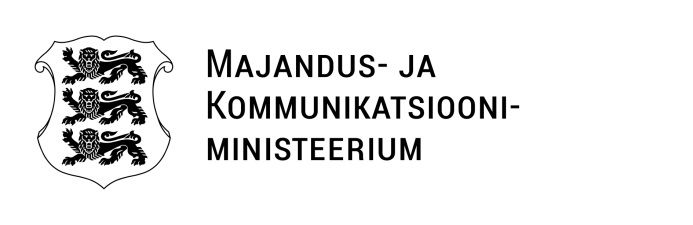 Majandus- ja
Kommunikatsiooni-
ministeerium